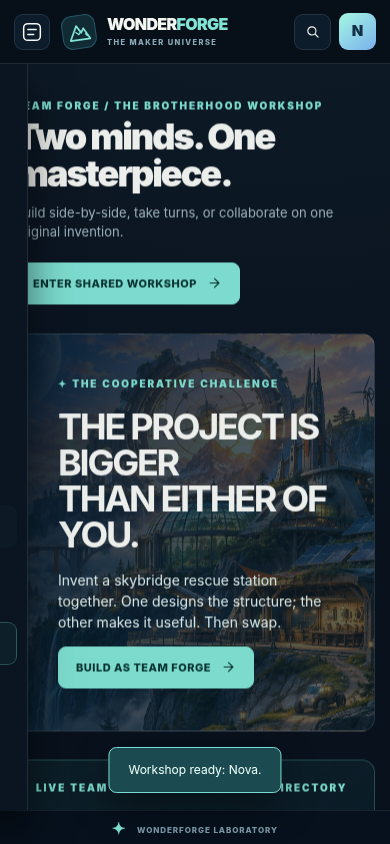 WONDERFORGE
THE MAKER UNIVERSE
N
EAM FORGE / THE BROTHERHOOD WORKSHOP
Two minds. One
masterpiece.
uild side-by-side, take turns, or collaborate on one
iginal invention.
ENTER SHARED WORKSHOP →
✦ THE COOPERATIVE CHALLENGE
THE PROJECT IS
BIGGER
THAN EITHER OF
YOU.
Invent a skybridge rescue station
together. One designs the structure; the
other makes it useful. Then swap.
BUILD AS TEAM FORGE →
Workshop ready: Nova.
LIVE TEAM
IRECTORY
✦ WONDERFORGE LABORATORY